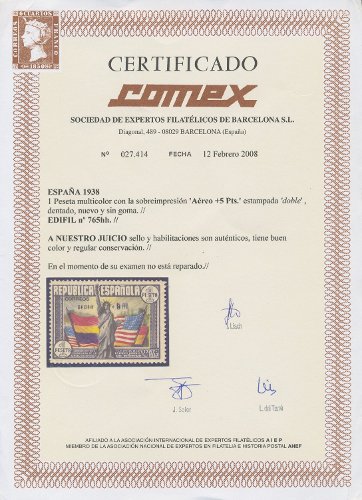 CERTIFICADO
comex
SOCIEDAD DE EXPERTOS FILATÉLICOS DE BARCELONA S.L.
Diagonal, 489 - 08029 BARCELONA (España)
Nº 027.414 FECHA 12 Febrero 2008
ESPAÑA 1938
1 Peseta multicolor con la sobreimpresión 'Aéreo +5 Pts.' estampada 'doble' ,
dentado, nuevo y sin goma. //
EDIFIL nº 765hh. //
A NUESTRO JUICIO sello y habilitaciones son auténticos, tiene buen
color y regular conservación. //
En el momento de su examen no está reparado.//
CORREOS
REPUBLICA ESPAÑOLA
PESETA
J. Soler
AFILIADO A LA ASOCIACIÓN INTERNACIONAL DE EXPERTOS FILATÉLICOS A I E P
MIEMBRO DE LA ASOCIACIÓN NACIONAL DE EXPERTOS EN FILATELIA E HISTORIA POSTAL ANEF